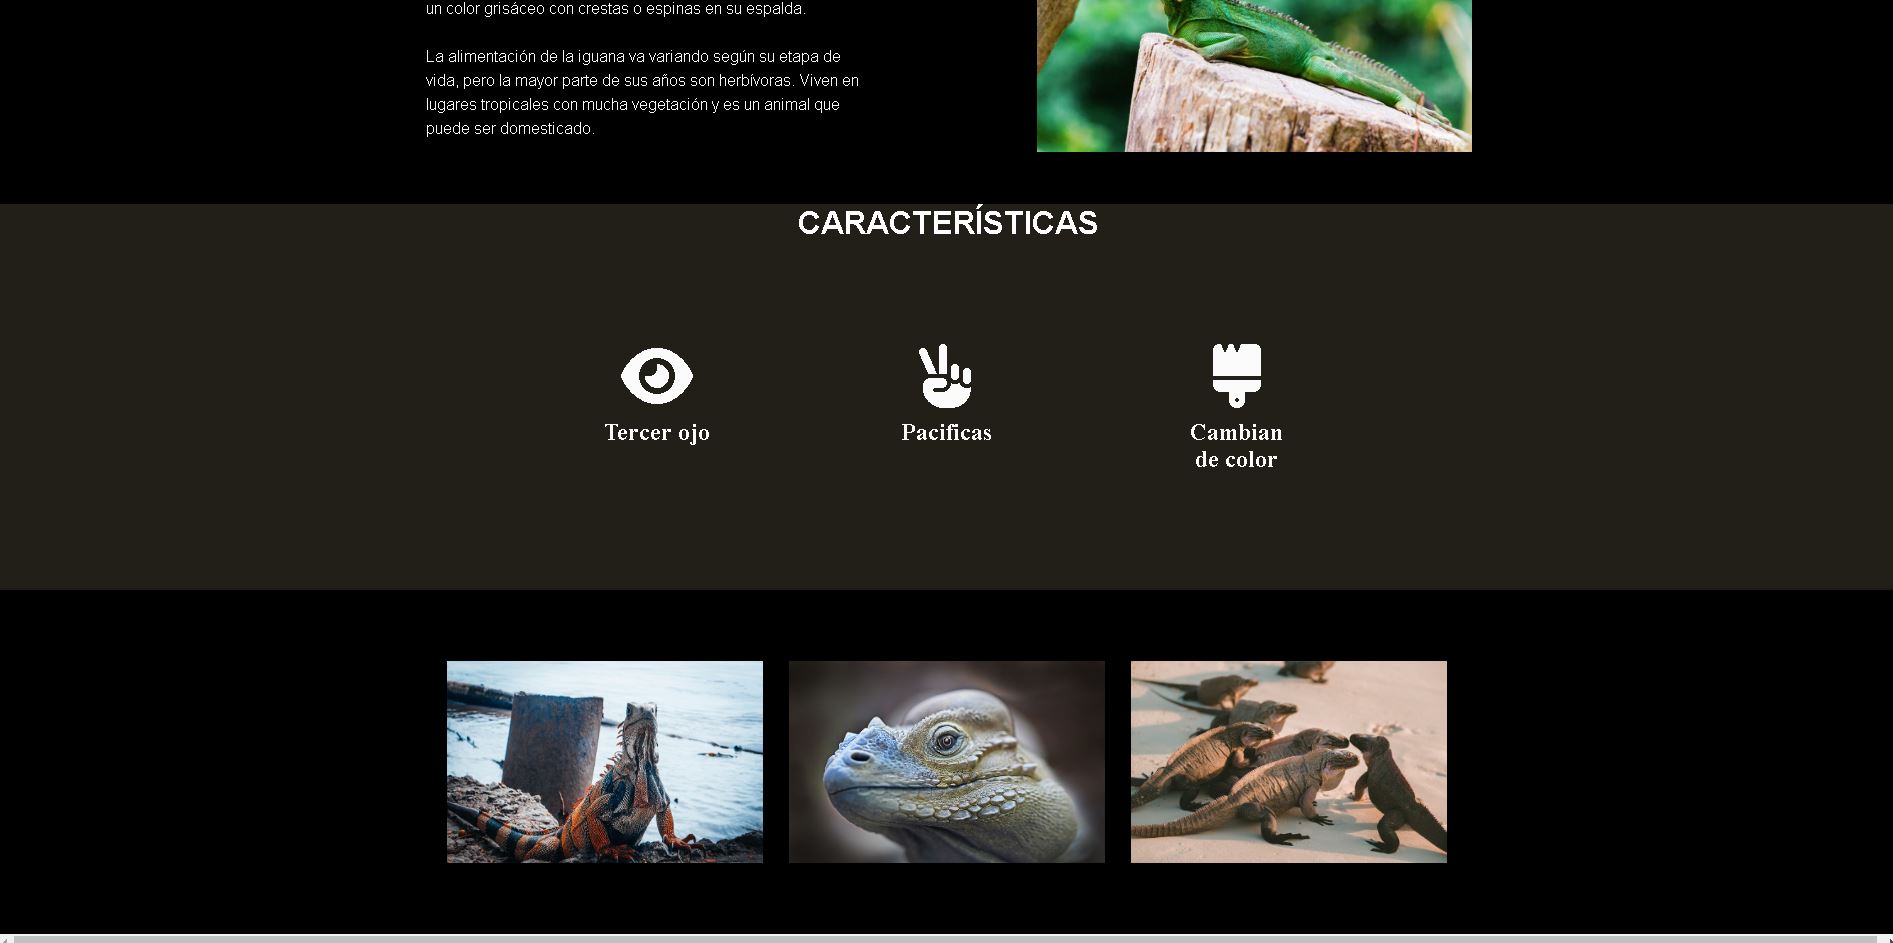 un color grisáceo con crestas o espinas en su espalda.
La alimentación de la iguana va variando según su etapa de
vida, pero la mayor parte de sus años son herbívoras. Viven en
lugares tropicales con mucha vegetación y es un animal que
puede ser domesticado.
CARACTERÍSTICAS
Tercer ojo
Pacificas
Cambian
de color